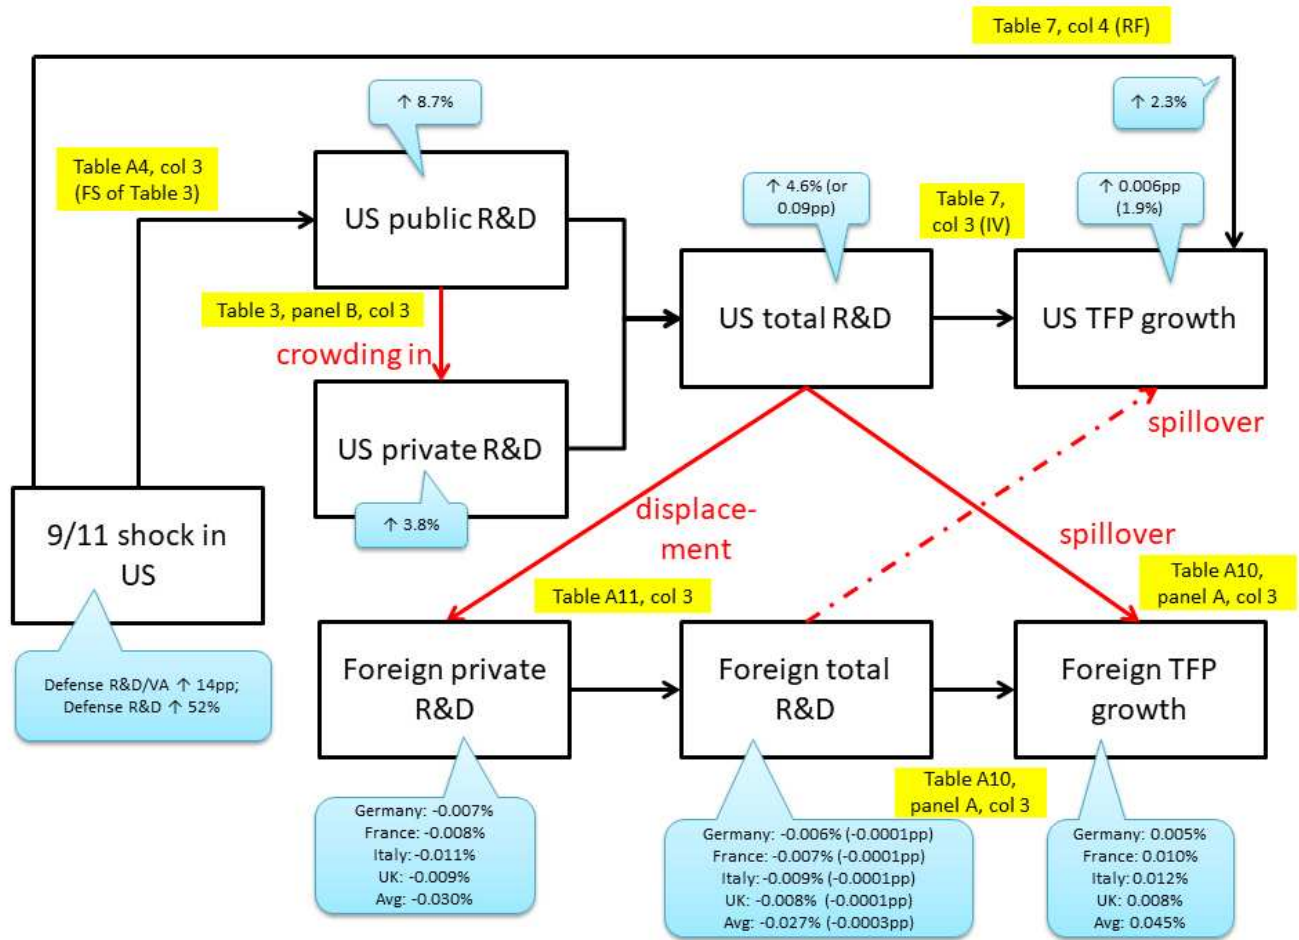 Table 7, col 4 (RF)
↑ 8.7%
↑ 2.3%
Table A4, col 3
(FS of Table 3)
US public R&D
↑ 4.6% (or
0.09pp)
Table 7,
col 3 (IV)
↑ 0.006pp
(1.9%)
Table 3, panel B, col 3
crowding in
US total R&D
US TFP growth
US private R&D
↑ 3.8%
spillover
9/11 shock in
US
displace-
ment
spillover
Table A11, col 3
Table A10,
panel A, col 3
Defense R&D/VA ↑ 14pp;
Defense R&D ↑ 52%
Foreign private
R&D
Foreign total
R&D
Foreign TFP
growth
Table A10,
panel A, col 3
Germany: -0.007%
France: -0.008%
Italy: -0.011%
UK: -0.009%
Avg: -0.030%
Germany: -0.006% (-0.0001pp)
France: -0.007% (-0.0001pp)
Italy: -0.009% (-0.0001pp)
UK: -0.008% (-0.0001pp)
Avg: -0.027% (-0.0003pp)
Germany: 0.005%
France: 0.010%
Italy: 0.012%
UK: 0.008%
Avg: 0.045%